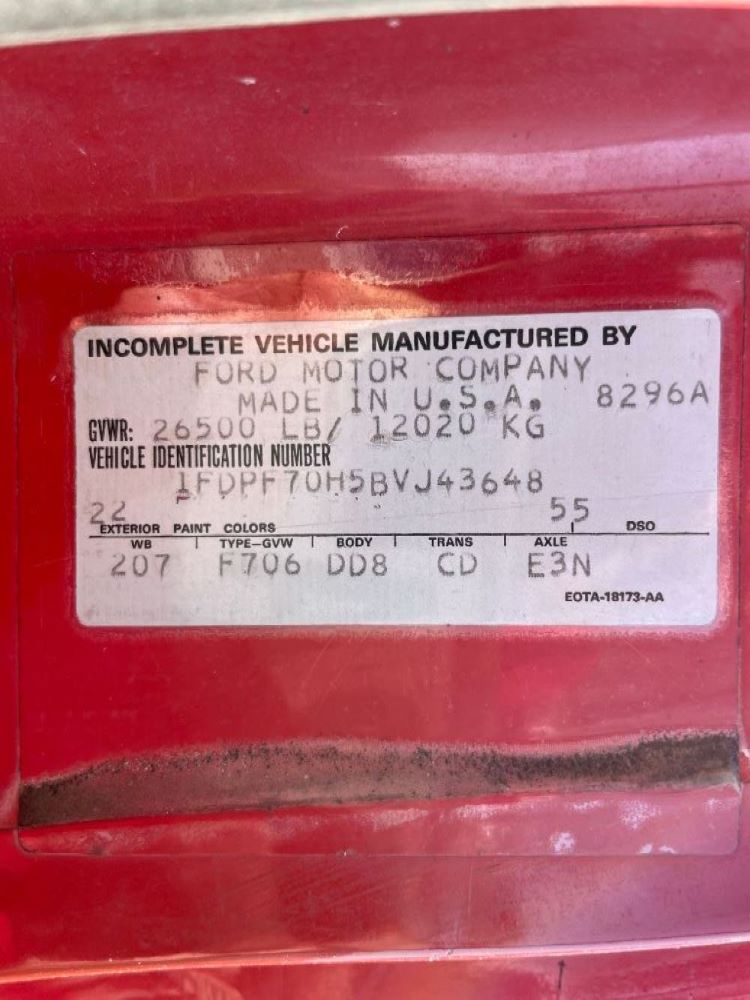 INCOMPLETE VEHICLE MANUFACTURED BY
FORD MOTOR COMPANY
MADE IN U.S.A. 8296A
GVWR: 26500 LB/ 12020 KG
VEHICLE IDENTIFICATION NUMBER
1FDPF70H5BVJ43648
22 55
EXTERIOR PAINT COLORS DSO
WB TYPE-GVW BODY TRANS AXLE
207 F706 DD8 CD E3N
EOTA-18173-AA